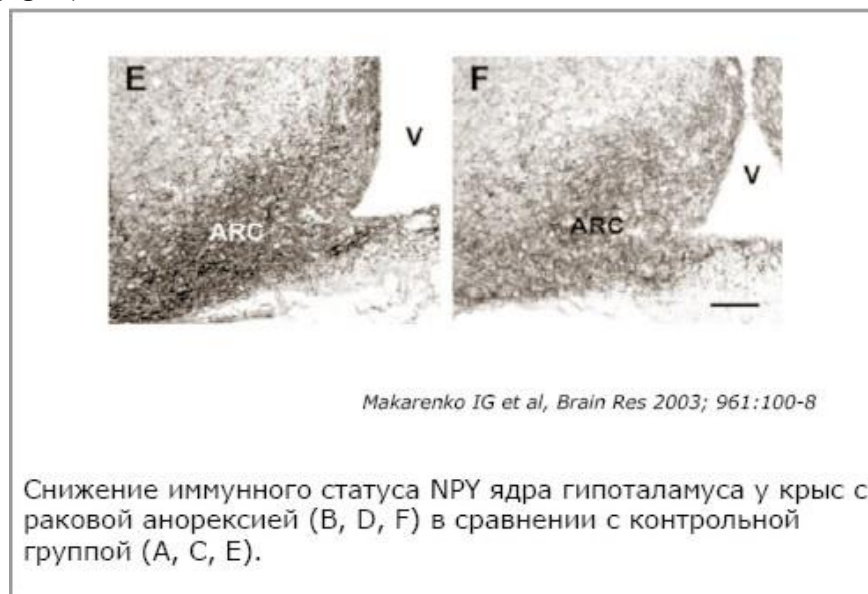 E F
V V
ARC ARC
Makarenko IG et al, Brain Res 2003; 961:100-8
Снижение иммунного статуса NPY ядра гипоталамуса у крыс с
раковой анорексией (B, D, F) в сравнении с контрольной
группой (A, C, E).